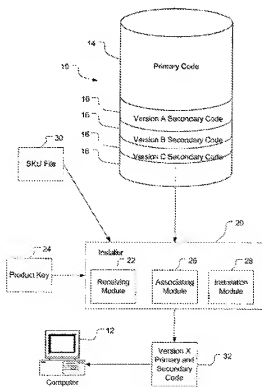 14
Primary Code
10
16
Version A Secondary Code
16
Version B Secondary Code
16
Version C Secondary Code
16
30
SKU File
20
Installer
24
22
26
28
Product Key
Receiving
Module
Associating
Module
Installation
Module
12
Computer
Version X
Primary and
Secondary
Code
32